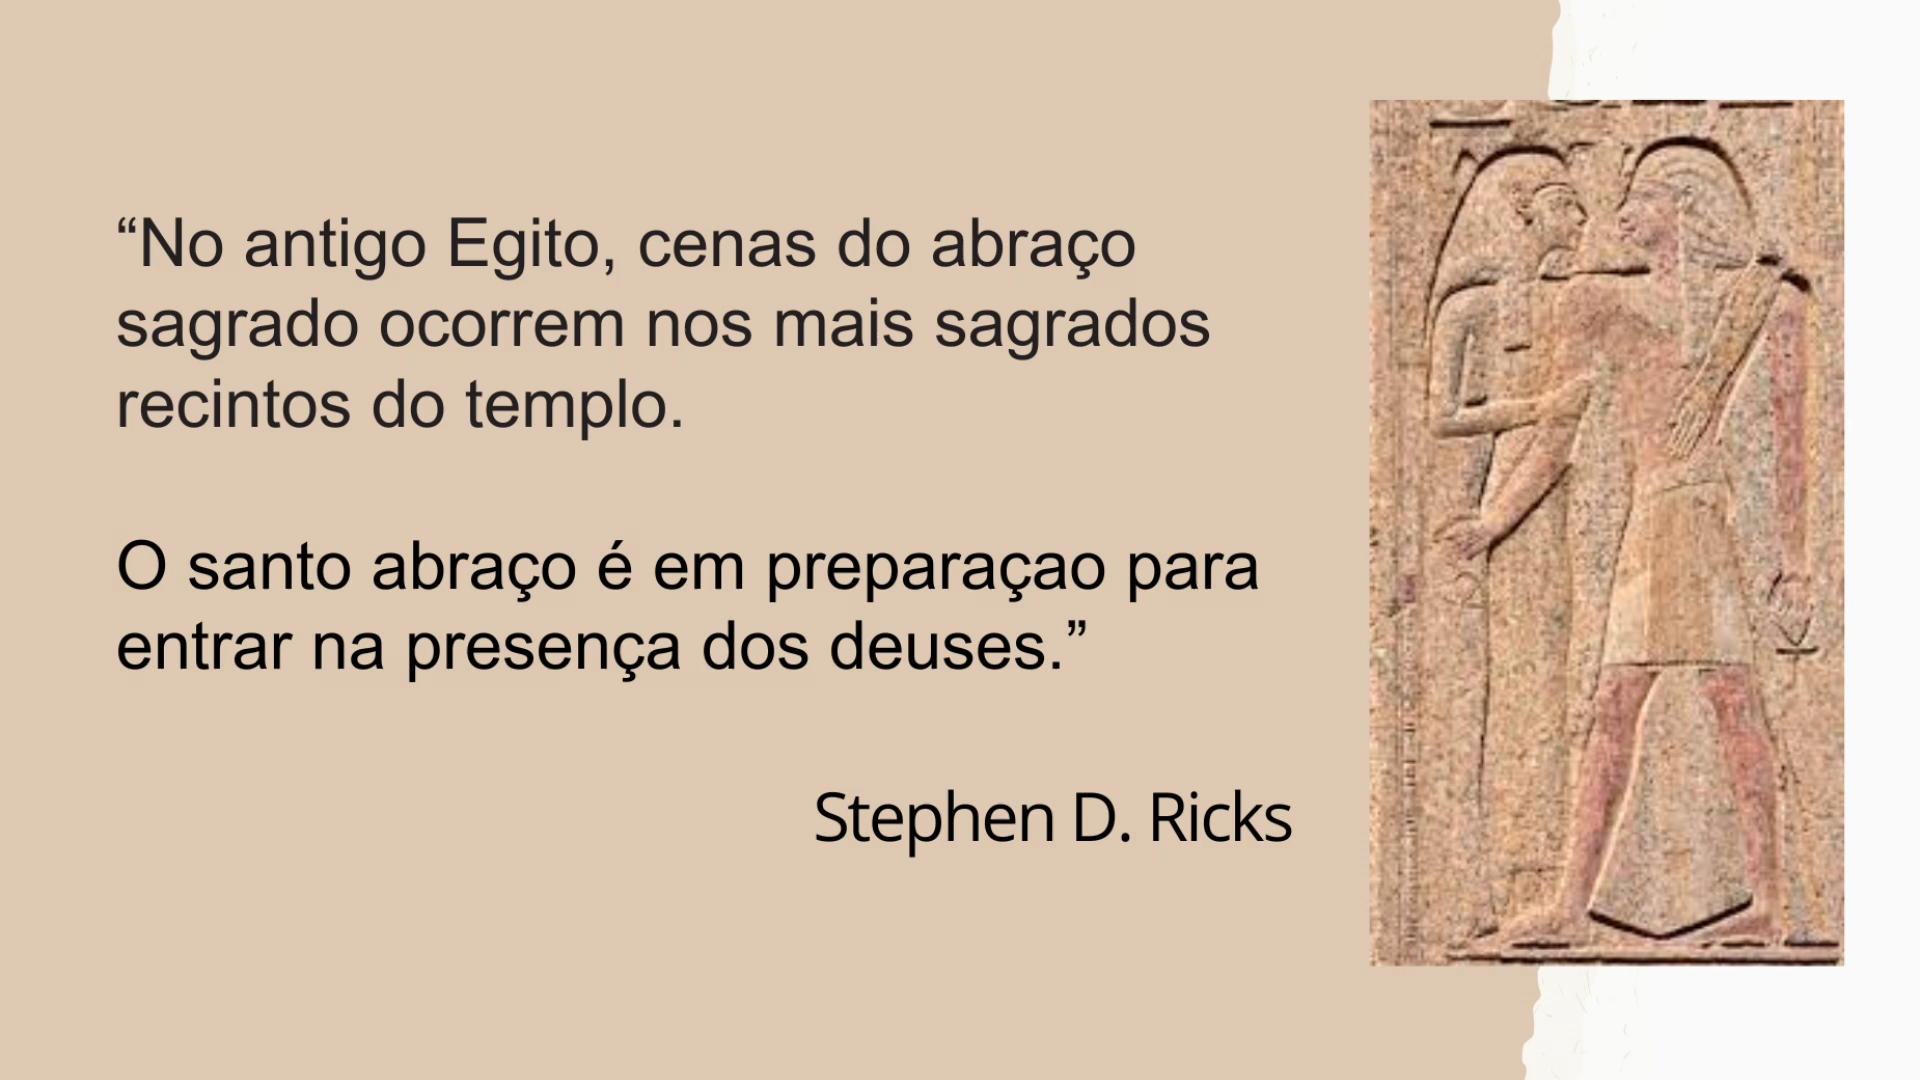 “No antigo Egito, cenas do abraço
sagrado ocorrem nos mais sagrados
recintos do templo.
O santo abraço é em preparaçao para
entrar na presença dos deuses.”
Stephen D. Ricks